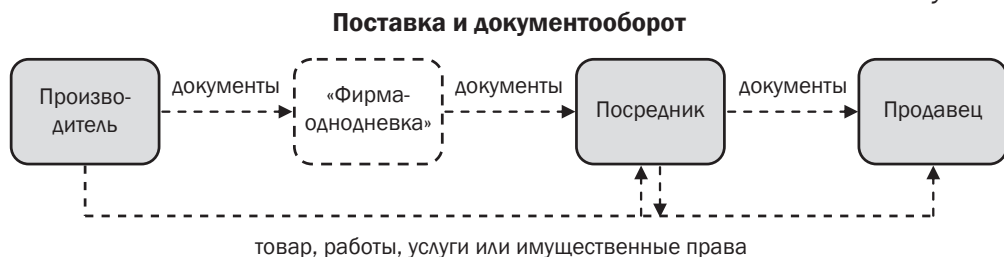 Поставка и документооборот
Произво-
дитель
документы
«Фирма-
однодневка»
документы
Посредник
документы
Продавец
товар, работы, услуги или имущественные права